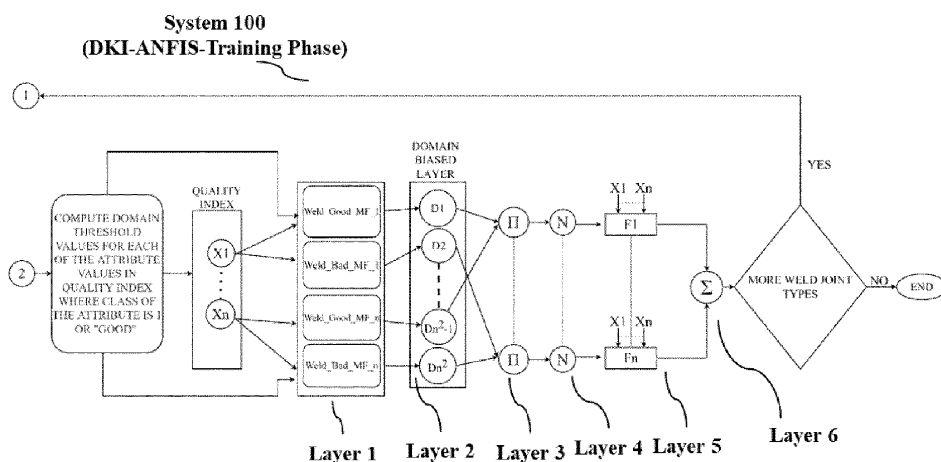 System 100
(DKI-ANFIS-Training Phase)
1
YES
DOMAIN
BIASED
LAYER
QUALITY
INDEX
COMPUTE DOMAIN
THRESHOLD
VALUES FOR EACH
OF THE ATTRIBUTE
VALUES IN
QUALITY INDEX
WHERE CLASS OF
THE ATTRIBUTE IS 1
OR "GOOD"
2
X1
Xn
Weld_Good_MF_1
Weld_Bad_MF_1
Weld_Good_MF_n
Weld_Bad_MF_n
D1
D2
Dn²-1
Dn²
Π
Π
N
N
X1 Xn
F1
X1 Xn
Fn
Σ
MORE WELD JOINT
TYPES
NO
END
Layer 1
Layer 2
Layer 3
Layer 4
Layer 5
Layer 6